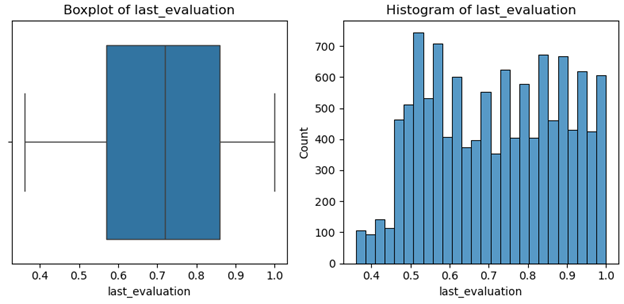 Boxplot of last_evaluation
0.4 0.5 0.6 0.7 0.8 0.9 1.0
last_evaluation
Histogram of last_evaluation
Count
700
600
500
400
300
200
100
0
0.4 0.5 0.6 0.7 0.8 0.9 1.0
last_evaluation